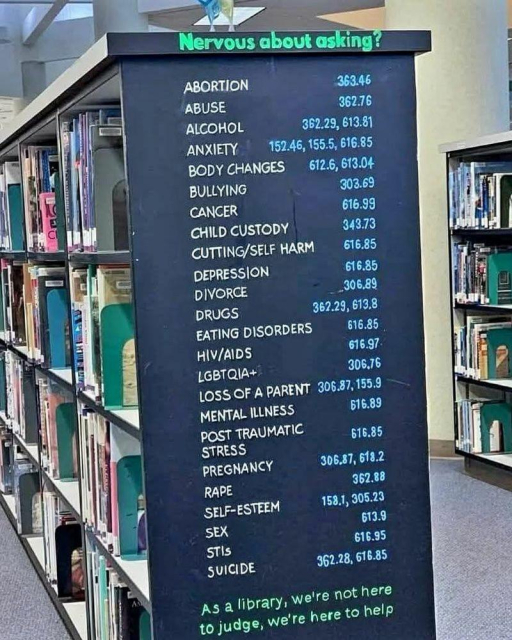 Nervous about asking?
ABORTION 363.46
ABUSE 362.76
ALCOHOL 362.29, 613.81
ANXIETY 152.46, 155.5, 616.85
BODY CHANGES 612.6, 613.04
BULLYING 303.69
CANCER 616.99
CHILD CUSTODY 343.73
CUTTING/SELF HARM 616.85
DEPRESSION 616.85
DIVORCE 306.89
DRUGS 362.29, 613.8
EATING DISORDERS 616.85
HIV/AIDS 616.97
LGBTQIA+ 306.76
LOSS OF A PARENT 306.87, 155.9
MENTAL ILLNESS 616.89
POST TRAUMATIC
STRESS 616.85
PREGNANCY 306.87, 618.2
RAPE 362.88
SELF-ESTEEM 158.1, 305.23
SEX 613.9
STIs 616.95
SUICIDE 362.28, 616.85
As a library, we're not here
to judge, we're here to help